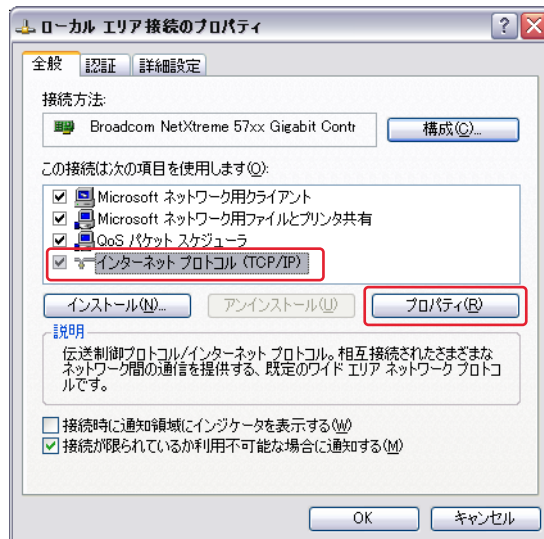 ローカル エリア接続のプロパティ
全般 認証 詳細設定
接続方法:
Broadcom NetXtreme 57xx Gigabit Contr 構成(C)...
この接続は次の項目を使用します(O):
Microsoft ネットワーク用クライアント
Microsoft ネットワーク用ファイルとプリンタ共有
QoS パケット スケジューラ
インターネット プロトコル (TCP/IP)
インストール(N)... アンインストール(U) プロパティ(R)
説明
伝送制御プロトコル/インターネット プロトコル。相互接続されたさまざまな
ネットワーク間の通信を提供する、既定のワイド エリア ネットワーク プロトコ
ルです。
接続時に通知領域にインジケータを表示する(W)
接続が限られているか利用不可能な場合に通知する(M)
OK キャンセル